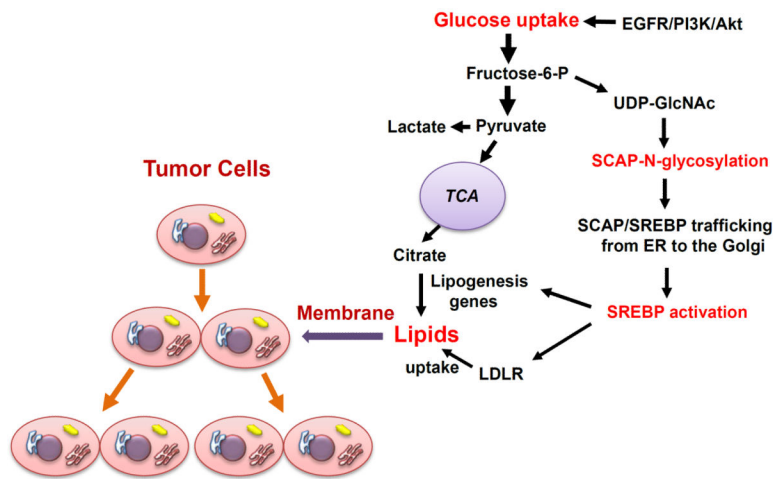 Glucose uptake
EGFR/PI3K/Akt
Fructose-6-P
UDP-GlcNAc
Lactate
Pyruvate
SCAP-N-glycosylation
Tumor Cells
TCA
SCAP/SREBP trafficking
from ER to the Golgi
Citrate
Lipogenesis
genes
Membrane
SREBP activation
Lipids
uptake
LDLR